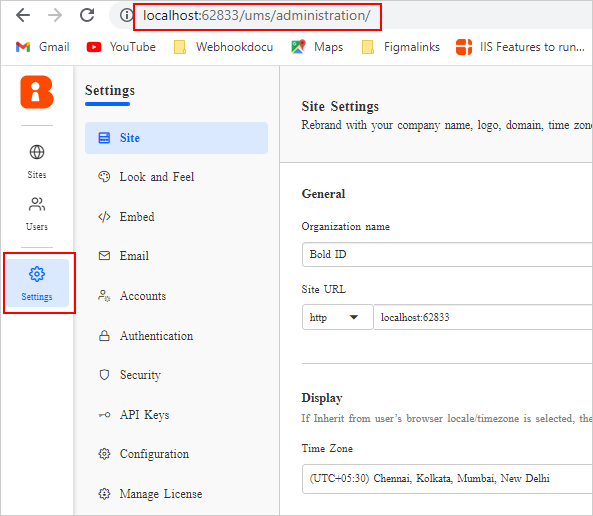 localhost:62833/ums/administration/
Gmail YouTube Webhookdocu Maps Figmalinks IIS Features to run...
Sites
Users
Settings
Settings
Site
Look and Feel
Embed
Email
Accounts
Authentication
Security
API Keys
Configuration
Manage License
Site Settings
Rebrand with your company name, logo, domain, time zon
General
Organization name
Bold ID
Site URL
http localhost:62833
Display
If Inherit from user's browser locale/timezone is selected, the
Time Zone
(UTC+05:30) Chennai, Kolkata, Mumbai, New Delhi